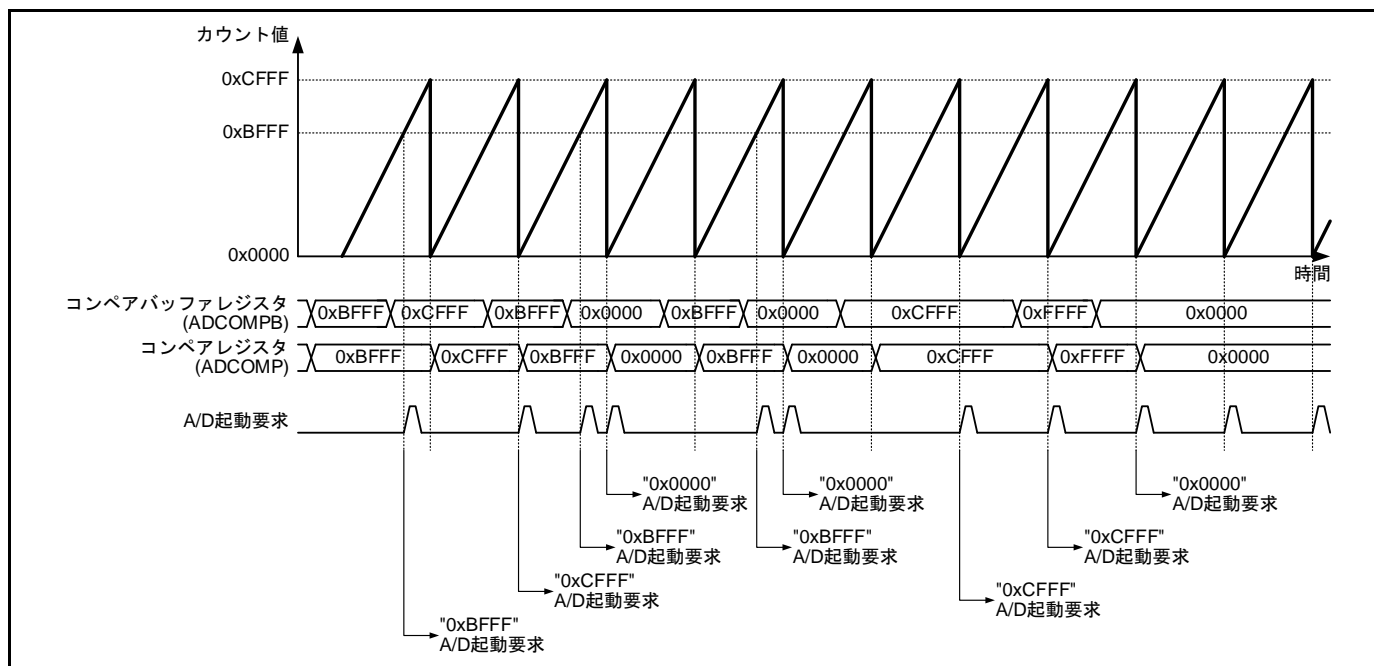 カウント値
0xCFFF
0xBFFF
0x0000
時間
コンペアバッファレジスタ
(ADCOMPB)
0xBFFF 0xCFFF 0xBFFF 0x0000 0xBFFF 0x0000 0xCFFF 0xFFFF 0x0000
コンペアレジスタ
(ADCOMP)
0xBFFF 0xCFFF 0xBFFF 0x0000 0xBFFF 0x0000 0xCFFF 0xFFFF 0x0000
A/D起動要求
"0x0000"
A/D起動要求
"0x0000"
A/D起動要求
"0x0000"
A/D起動要求
"0xBFFF"
A/D起動要求
"0xBFFF"
A/D起動要求
"0xCFFF"
A/D起動要求
"0xCFFF"
A/D起動要求
"0xCFFF"
A/D起動要求
"0xBFFF"
A/D起動要求